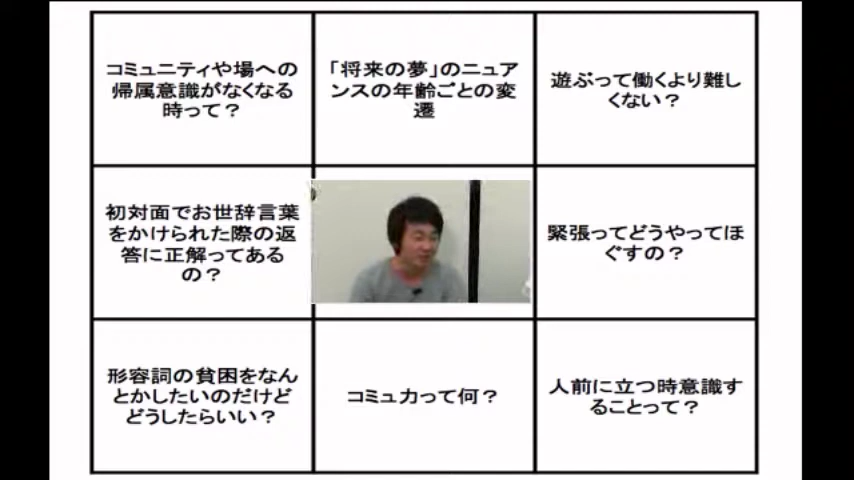 コミュニティや場への
帰属意識がなくなる
時って？
「将来の夢」のニュア
ンスの年齢ごとの変
遷
遊ぶって働くより難し
くない？
初対面でお世辞言葉
をかけられた際の返
答に正解ってある
の？
緊張ってどうやってほ
ぐすの？
形容詞の貧困をなん
とかしたいのだけど
どうしたらいい？
コミュ力って何？
人前に立つ時意識す
ることって？